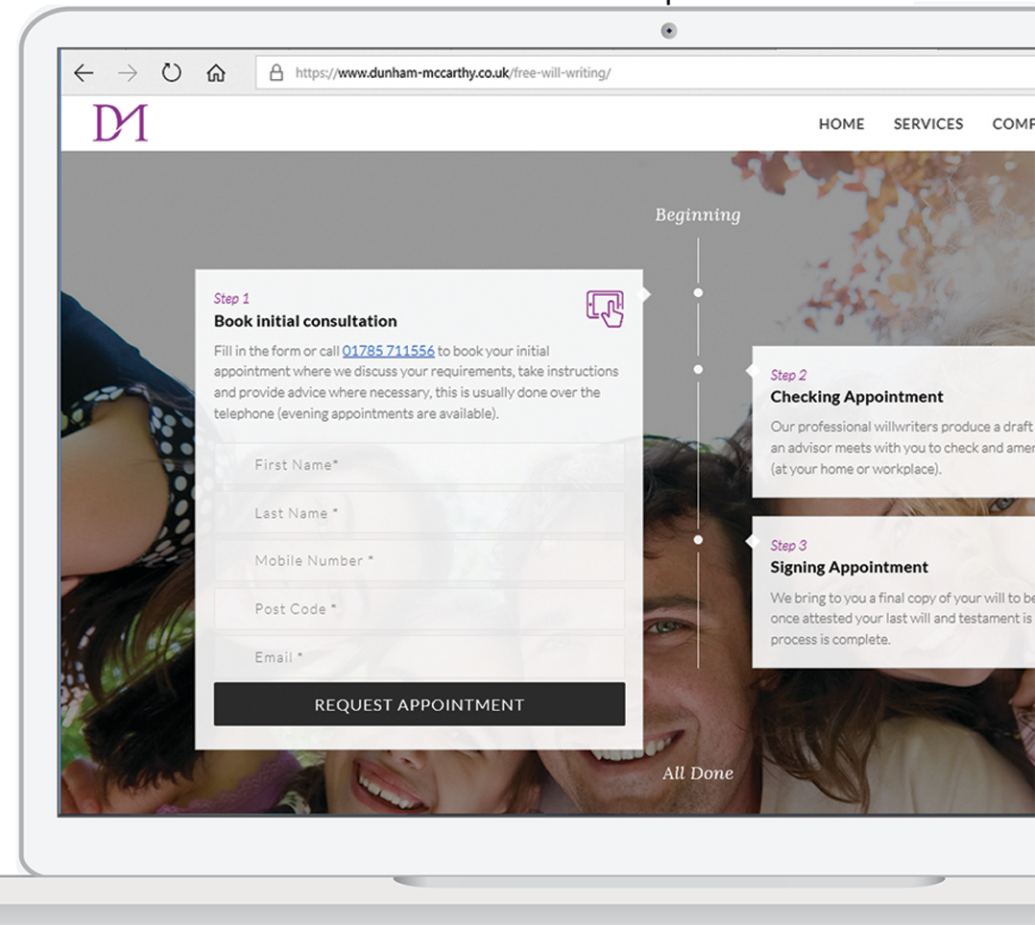 https://www.dunham-mccarthy.co.uk/free-will-writing/
DM
HOME SERVICES COMP
Beginning
Step 1
Book initial consultation
Fill in the form or call 01785 711556 to book your initial
appointment where we discuss your requirements, take instructions
and provide advice where necessary, this is usually done over the
telephone (evening appointments are available).
First Name*
Last Name *
Mobile Number *
Post Code *
Email *
REQUEST APPOINTMENT
Step 2
Checking Appointment
Our professional willwriters produce a draft
an advisor meets with you to check and amen
(at your home or workplace).
Step 3
Signing Appointment
We bring to you a final copy of your will to be
once attested your last will and testament is
process is complete.
All Done